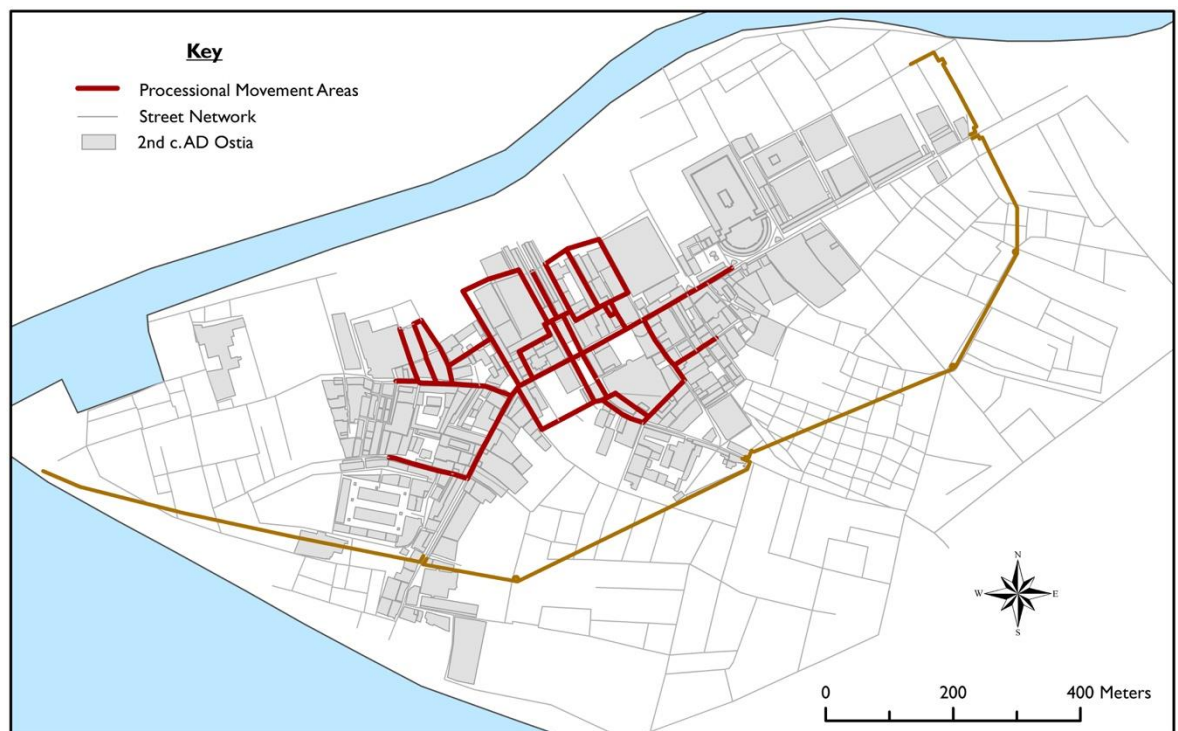 Key
Processional Movement Areas
Street Network
2nd c. AD Ostia
N
W E
S
0 200 400 Meters